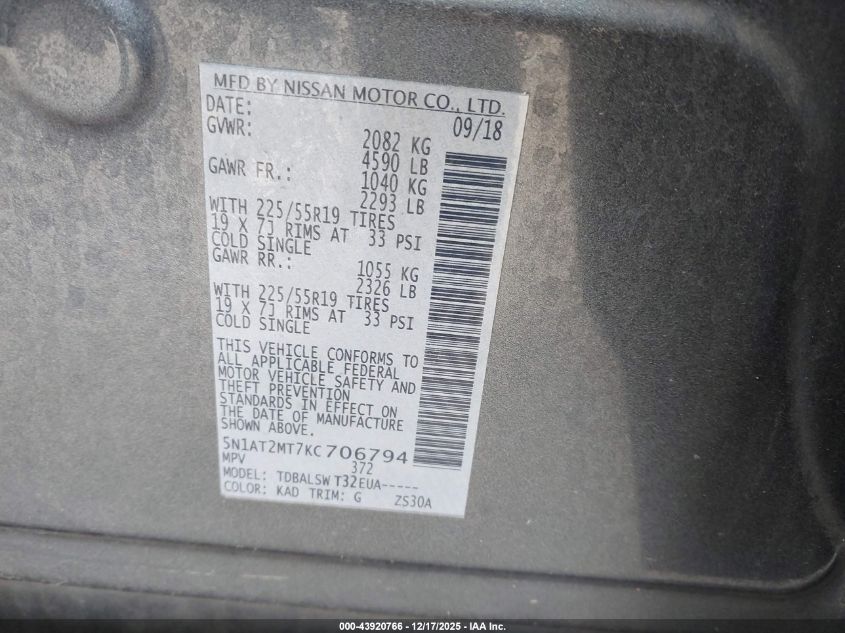 MFD BY NISSAN MOTOR CO., LTD.
DATE: 09/18
GVWR: 2082 KG
4590 LB
GAWR FR.: 1040 KG
2293 LB
WITH 225/55R19 TIRES
19 X 7J RIMS AT 33 PSI
COLD SINGLE
GAWR RR.: 1055 KG
2326 LB
WITH 225/55R19 TIRES
19 X 7J RIMS AT 33 PSI
COLD SINGLE
THIS VEHICLE CONFORMS TO
ALL APPLICABLE FEDERAL
MOTOR VEHICLE SAFETY AND
THEFT PREVENTION
STANDARDS IN EFFECT ON
THE DATE OF MANUFACTURE
SHOWN ABOVE.
5N1AT2MT7KC706794
MPV 372
MODEL: TDBALSW T32EUA-----
COLOR: KAD TRIM: G ZS30A
000-43920766 — 12/17/2025 — IAA Inc.